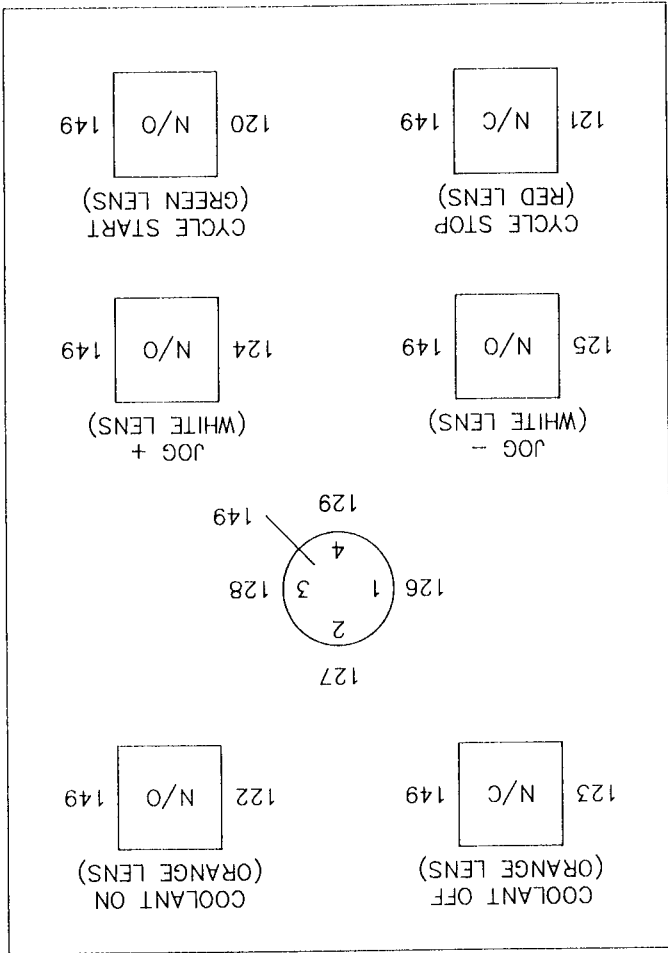 COOLANT OFF
(ORANGE LENS)
123 N/C 149
COOLANT ON
(ORANGE LENS)
122 N/O 149
127
2
126 1 3 128
4
149
129
JOG -
(WHITE LENS)
125 N/O 149
JOG +
(WHITE LENS)
124 N/O 149
CYCLE STOP
(RED LENS)
121 N/C 149
CYCLE START
(GREEN LENS)
120 N/O 149